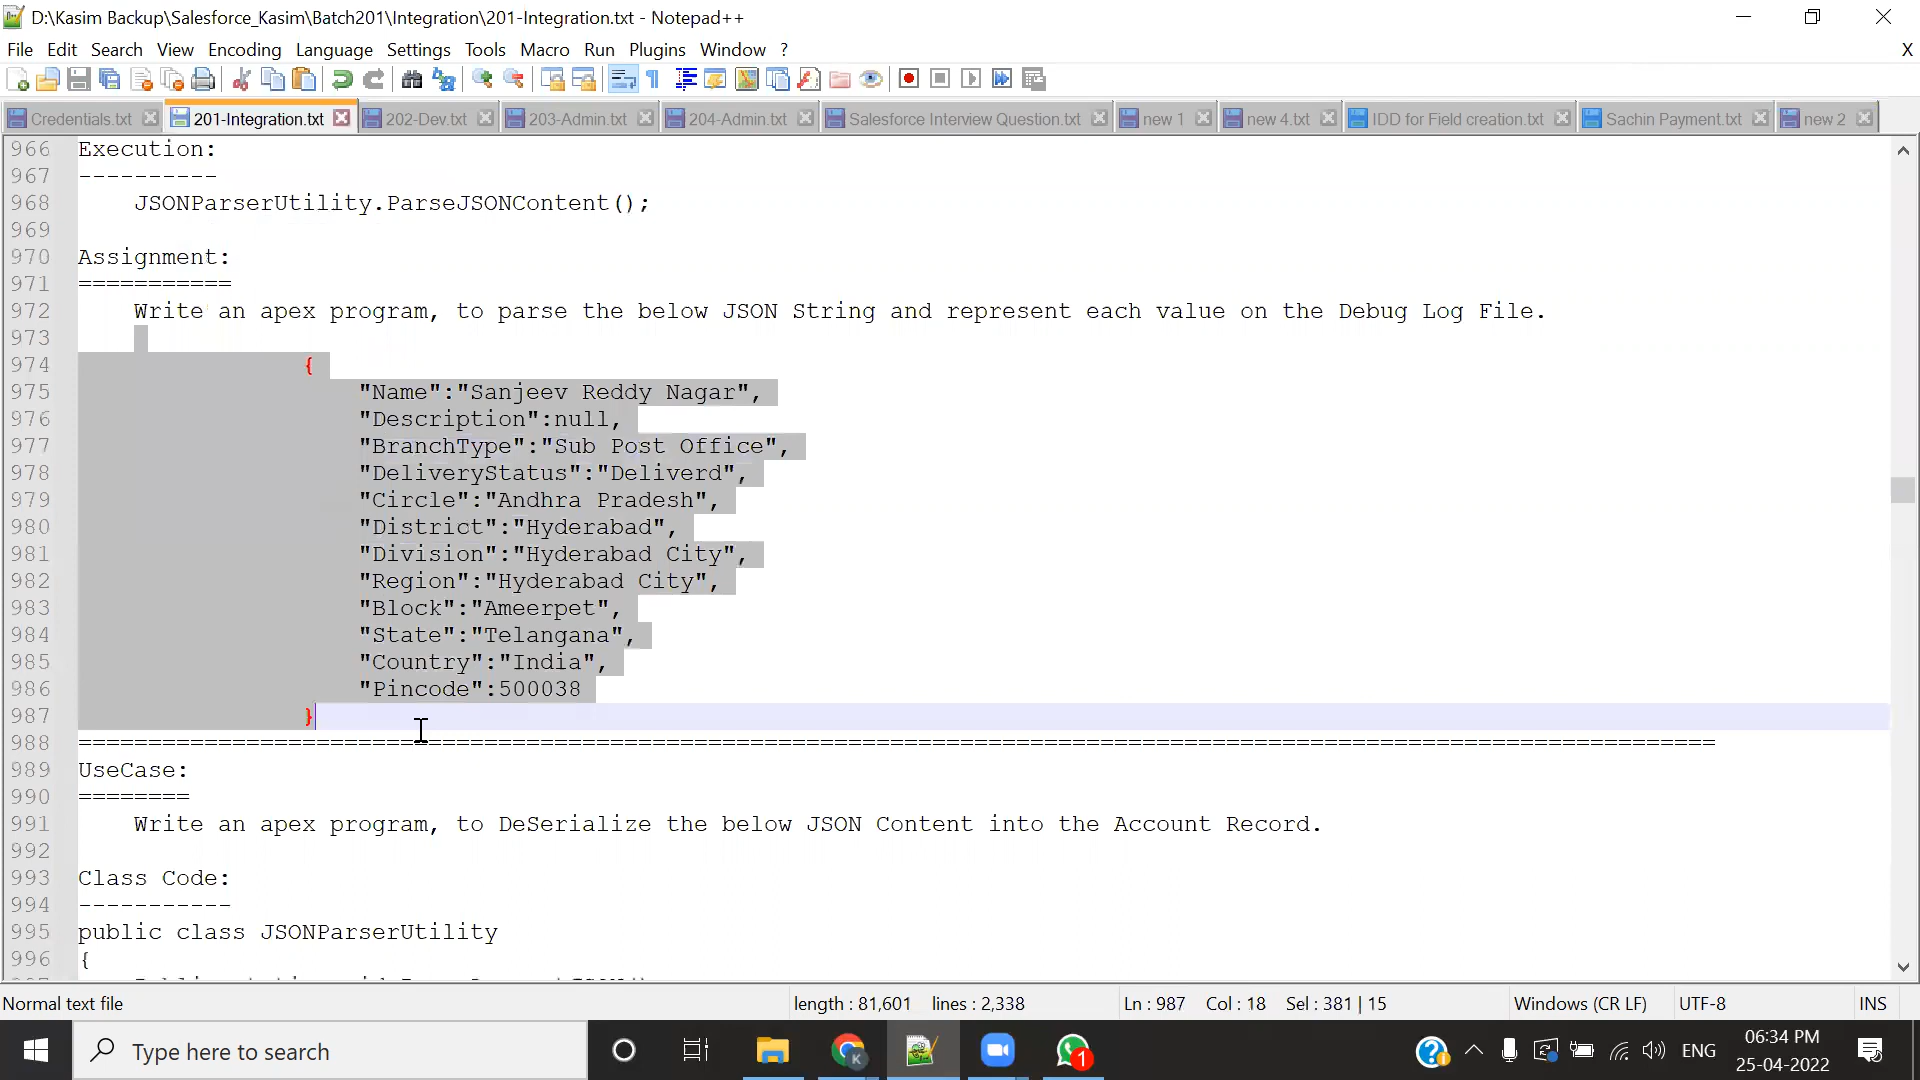 D:\Kasim Backup\Salesforce_Kasim\Batch201\Integration\201-Integration.txt - Notepad++
File Edit Search View Encoding Language Settings Tools Macro Run Plugins Window ? X
Credentials.txt 201-Integration.txt 202-Dev.txt 203-Admin.txt 204-Admin.txt Salesforce Interview Question.txt new 1 new 4.txt IDD for Field creation.txt Sachin Payment.txt new 2
966 Execution:
967 ----------
968 JSONParserUtility.ParseJSONContent();
969
970 Assignment:
971 ===========
972 Write an apex program, to parse the below JSON String and represent each value on the Debug Log File.
973
974 {
975 "Name":"Sanjeev Reddy Nagar",
976 "Description":null,
977 "BranchType":"Sub Post Office",
978 "DeliveryStatus":"Deliverd",
979 "Circle":"Andhra Pradesh",
980 "District":"Hyderabad",
981 "Division":"Hyderabad City",
982 "Region":"Hyderabad City",
983 "Block":"Ameerpet",
984 "State":"Telangana",
985 "Country":"India",
986 "Pincode":500038
987 }
988 =====================================================================================================================
989 UseCase:
990 ========
991 Write an apex program, to DeSerialize the below JSON Content into the Account Record.
992
993 Class Code:
994 -----------
995 public class JSONParserUtility
996 {
Normal text file length : 81,601 lines : 2,338 Ln : 987 Col : 18 Sel : 381 | 15 Windows (CR LF) UTF-8 INS
Type here to search K 1 ENG 06:34 PM
25-04-2022